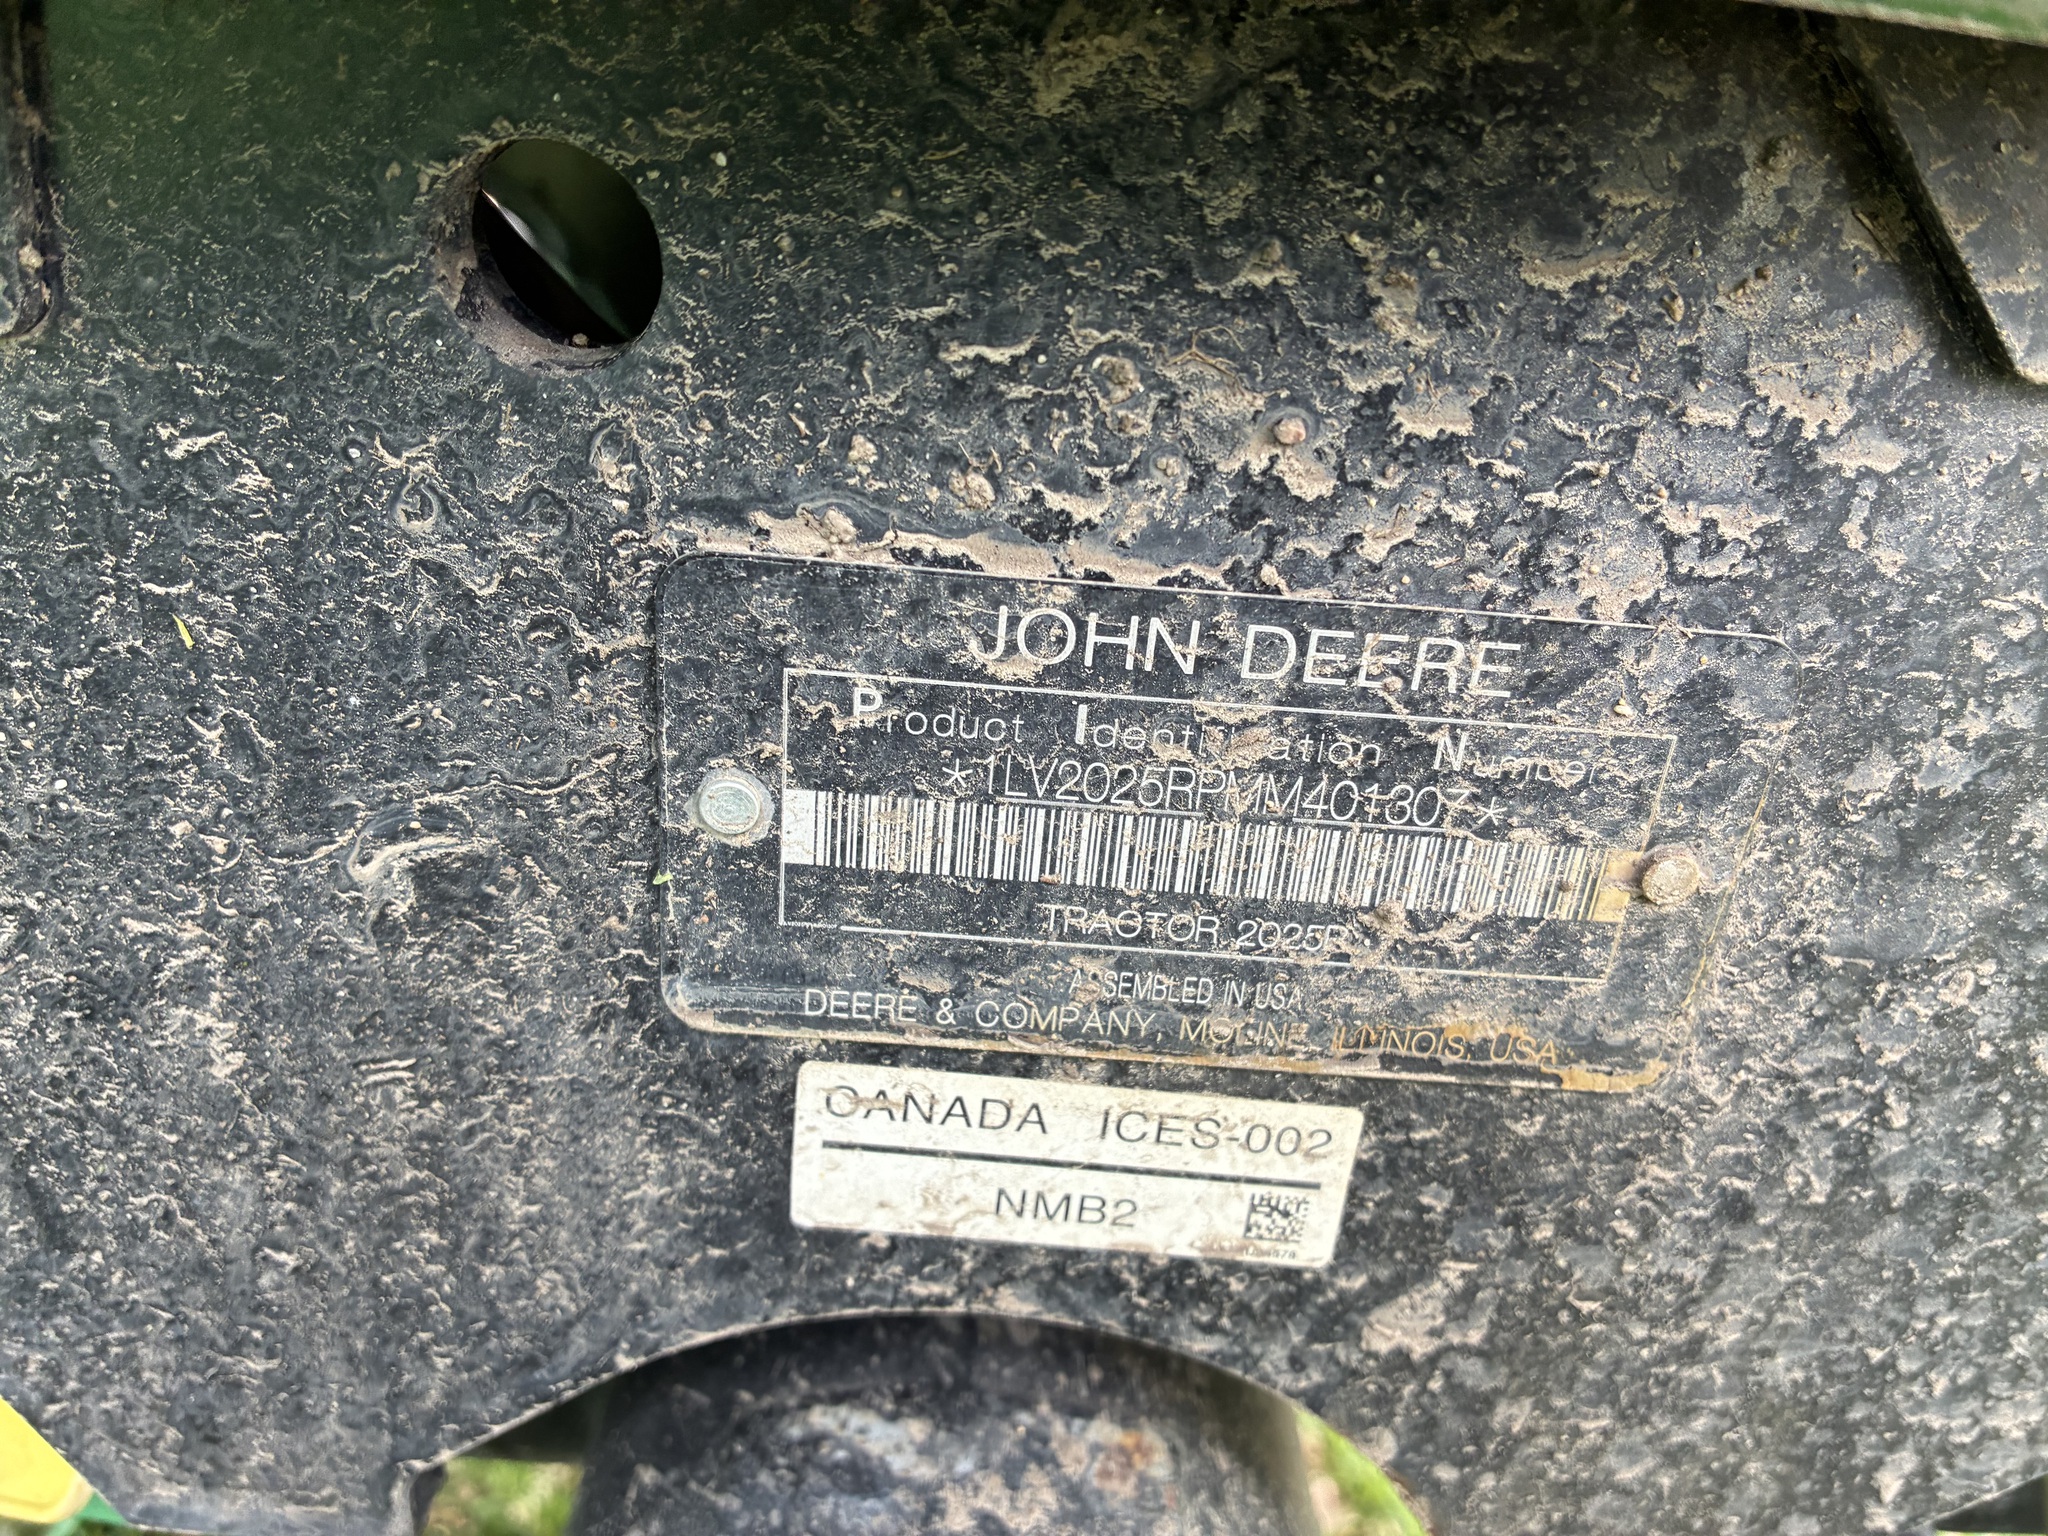 JOHN DEERE
Product Identification Number
*1LV2025RPMM401307*
TRACTOR 2025R
ASSEMBLED IN USA
DEERE & COMPANY, MOLINE, ILLINOIS, USA
CANADA ICES-002
NMB2